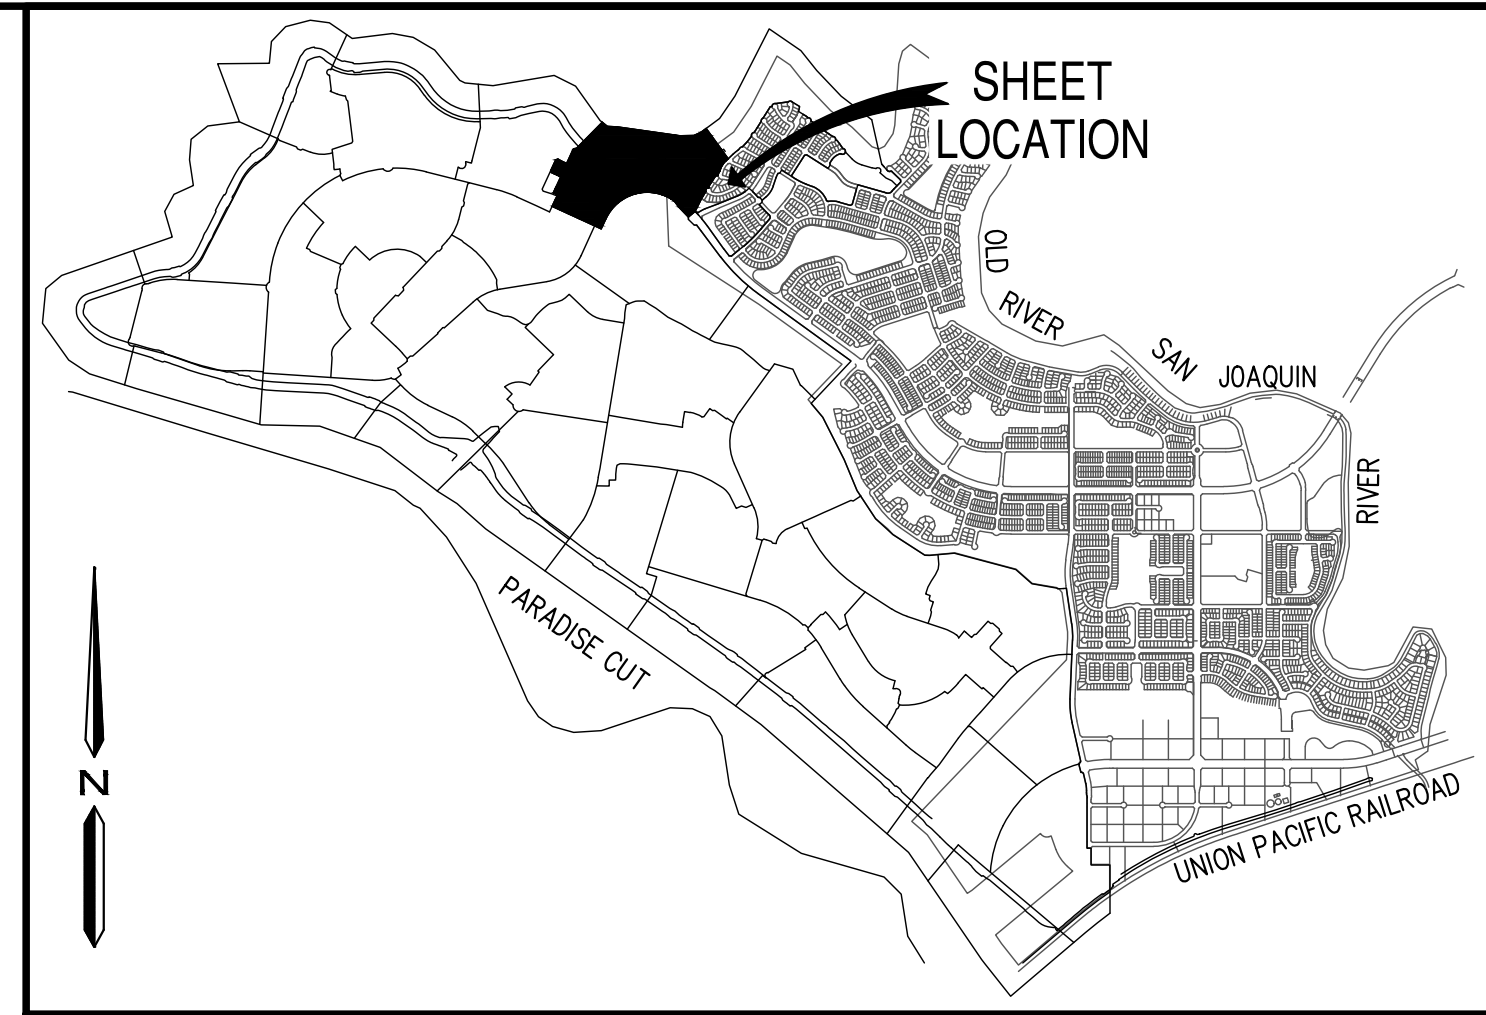 SHEET
LOCATION
OLD
RIVER
SAN
JOAQUIN
RIVER
PARADISE CUT
N
UNION PACIFIC RAILROAD